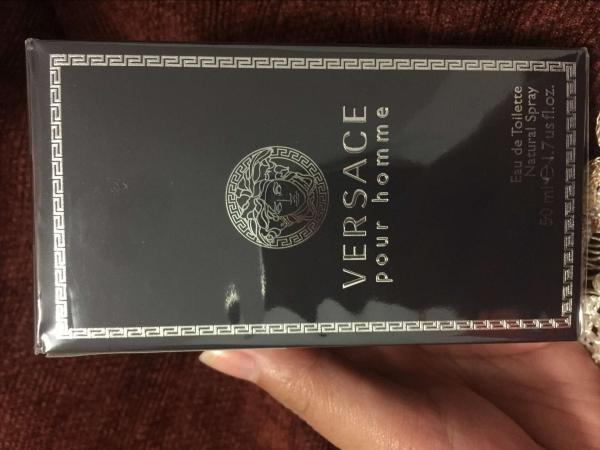 VERSACE
pour homme
Eau de Toilette
Natural Spray
50 ml ℮ 1.7 us fl.oz.